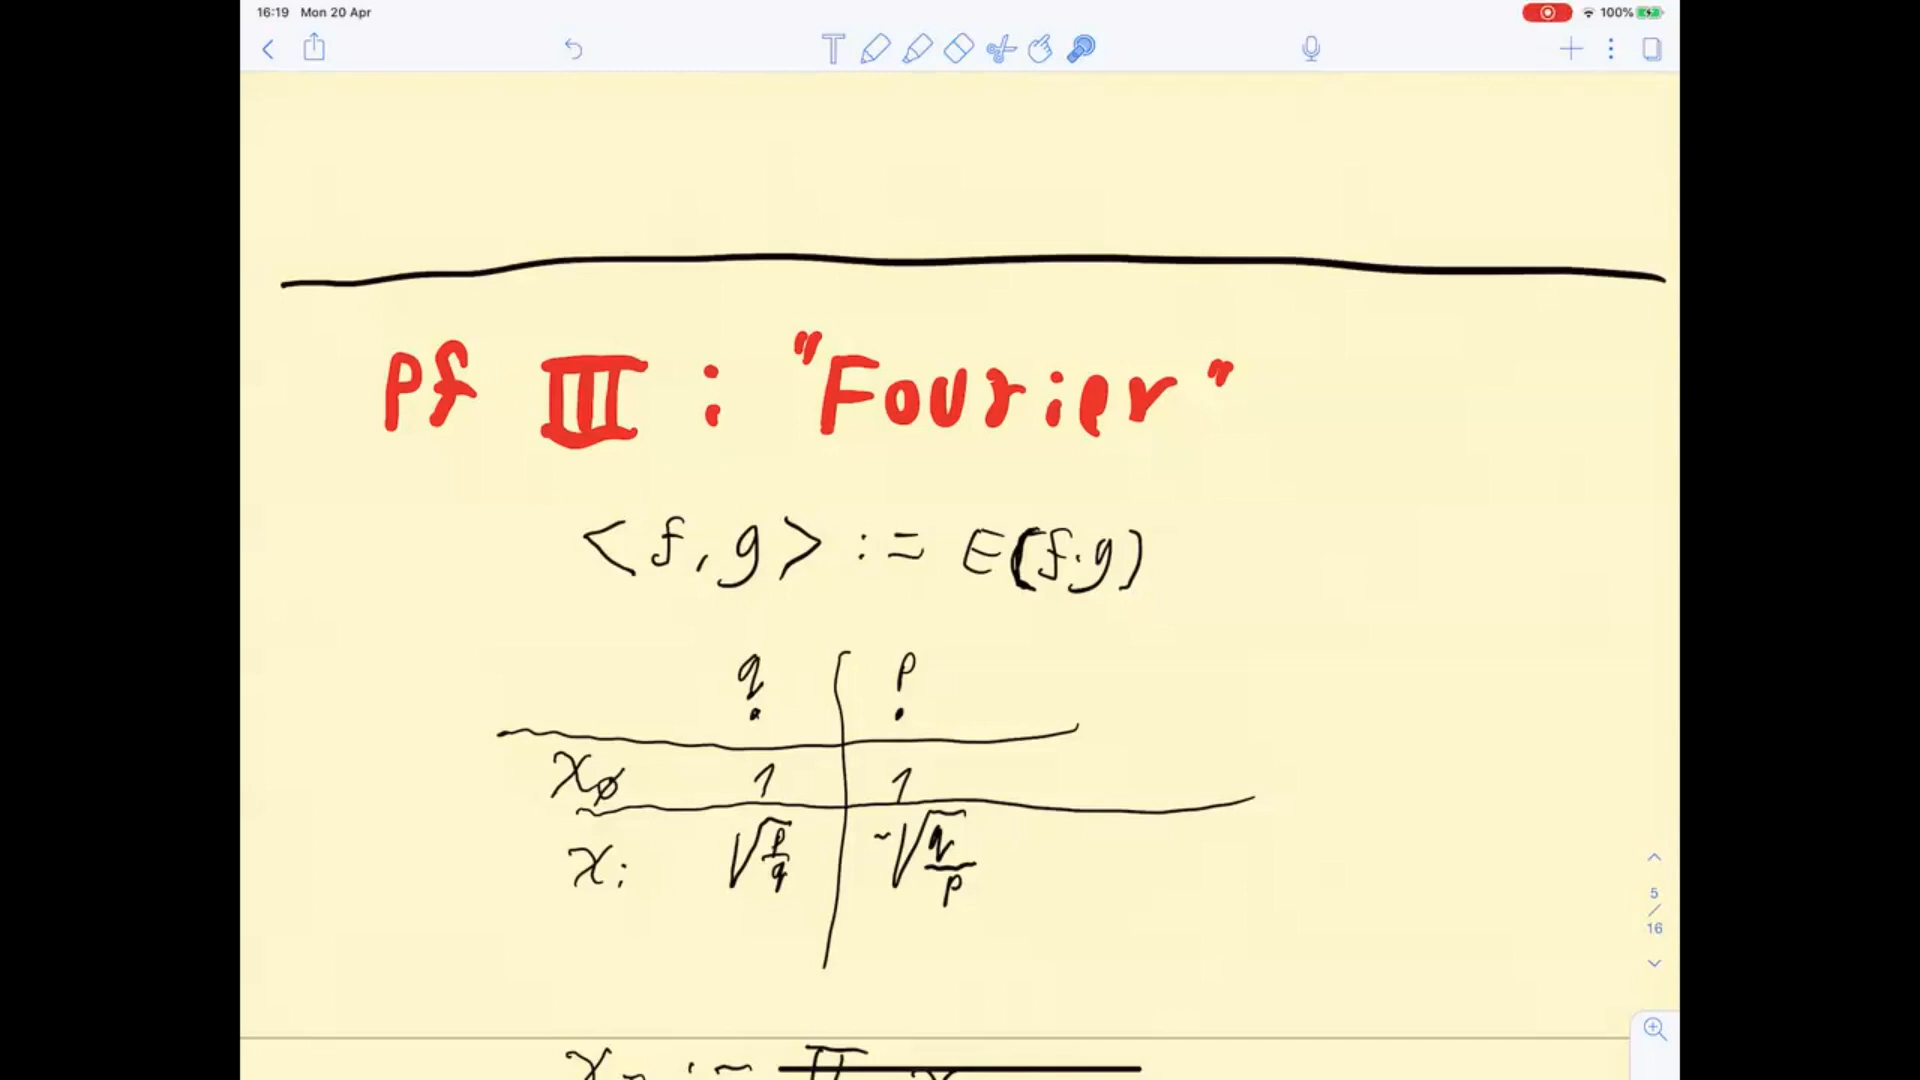 16:19 Mon 20 Apr 100%
T
Pf III : "Fourier"
<f, g> := E(f·g)
q p
χ∅ 1 1
χi √p/q -√q/p
5
/
16